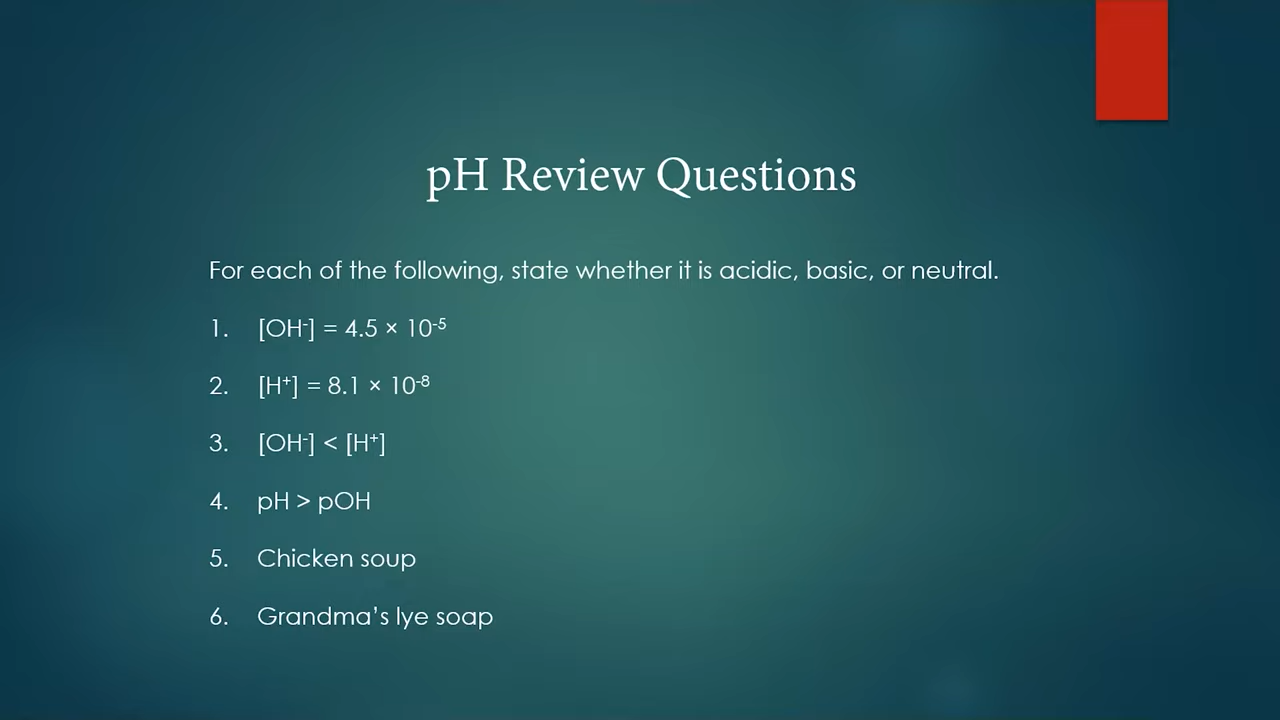 pH Review Questions
For each of the following, state whether it is acidic, basic, or neutral.
1. [OH⁻] = 4.5 × 10⁻⁵
2. [H⁺] = 8.1 × 10⁻⁸
3. [OH⁻] < [H⁺]
4. pH > pOH
5. Chicken soup
6. Grandma’s lye soap